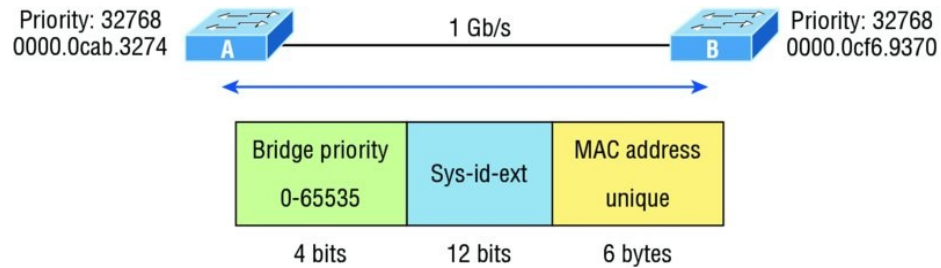 Priority: 32768
0000.0cab.3274
A
1 Gb/s
B
Priority: 32768
0000.0cf6.9370
Bridge priority
0-65535
Sys-id-ext
MAC address
unique
4 bits
12 bits
6 bytes